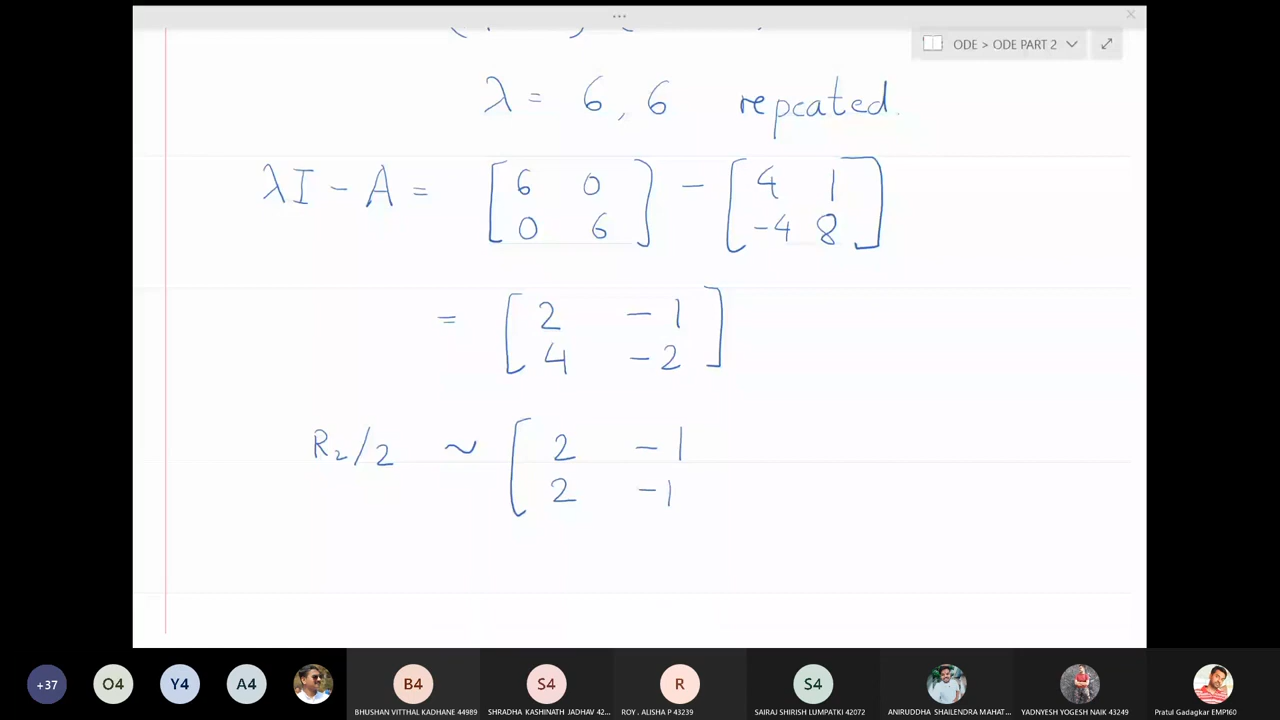 ODE > ODE PART 2
λ = 6, 6 repeated.
λI - A = [6 0] - [4 1]
[0 6] [-4 8]
= [2 -1]
[4 -2]
R₂/2 ~ [2 -1
2 -1
+37 O4 Y4 A4 B4 S4 R S4
BHUSHAN VITTHAL KADHANE 44989 SHRADHA KASHINATH JADHAV 42... ROY . ALISHA P 43239 SAIRAJ SHIRISH LUMPATKI 42072 ANIRUDDHA SHAILENDRA MAHAT... YADNYESH YOGESH NAIK 43249 Pratul Gadagkar EMP160